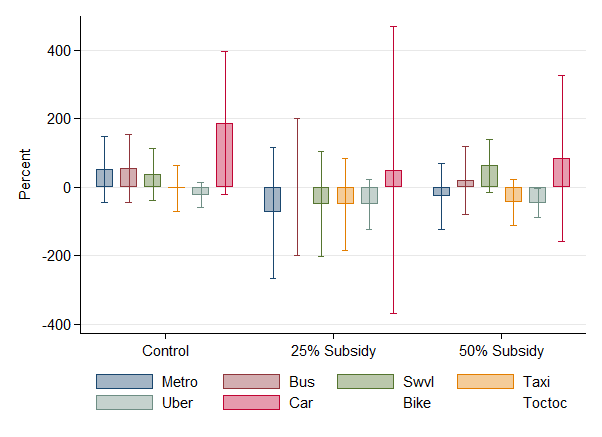 400
200
0
-200
-400
Percent
Control 25% Subsidy 50% Subsidy
Metro Bus Swvl Taxi
Uber Car Bike Toctoc